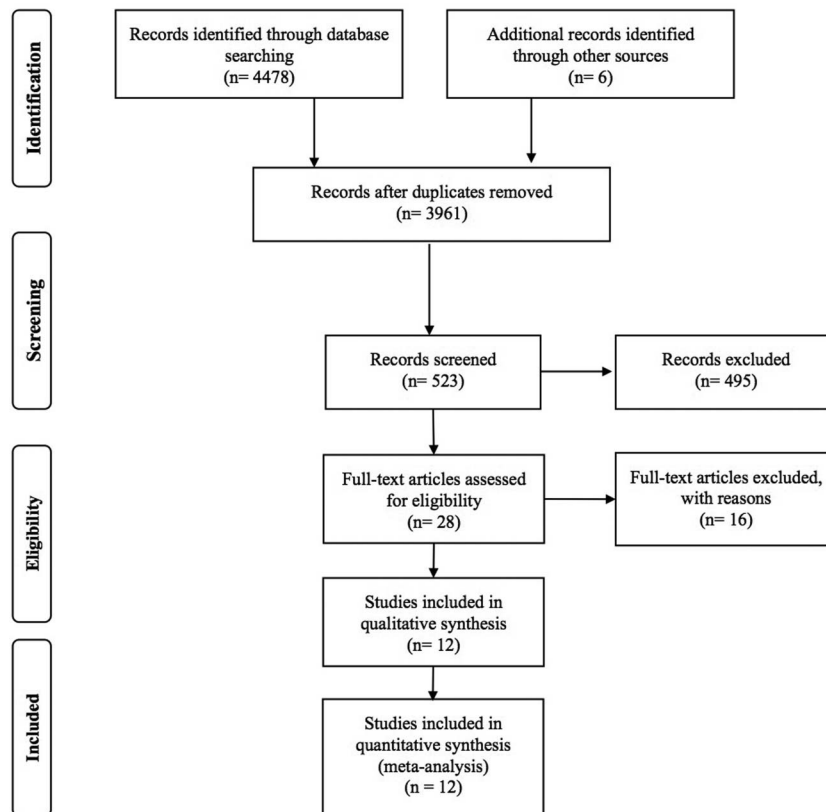 Identification
Records identified through database
searching
(n= 4478)
Additional records identified
through other sources
(n= 6)
Records after duplicates removed
(n= 3961)
Screening
Records screened
(n= 523)
Records excluded
(n= 495)
Eligibility
Full-text articles assessed
for eligibility
(n= 28)
Full-text articles excluded,
with reasons
(n= 16)
Studies included in
qualitative synthesis
(n= 12)
Included
Studies included in
quantitative synthesis
(meta-analysis)
(n = 12)